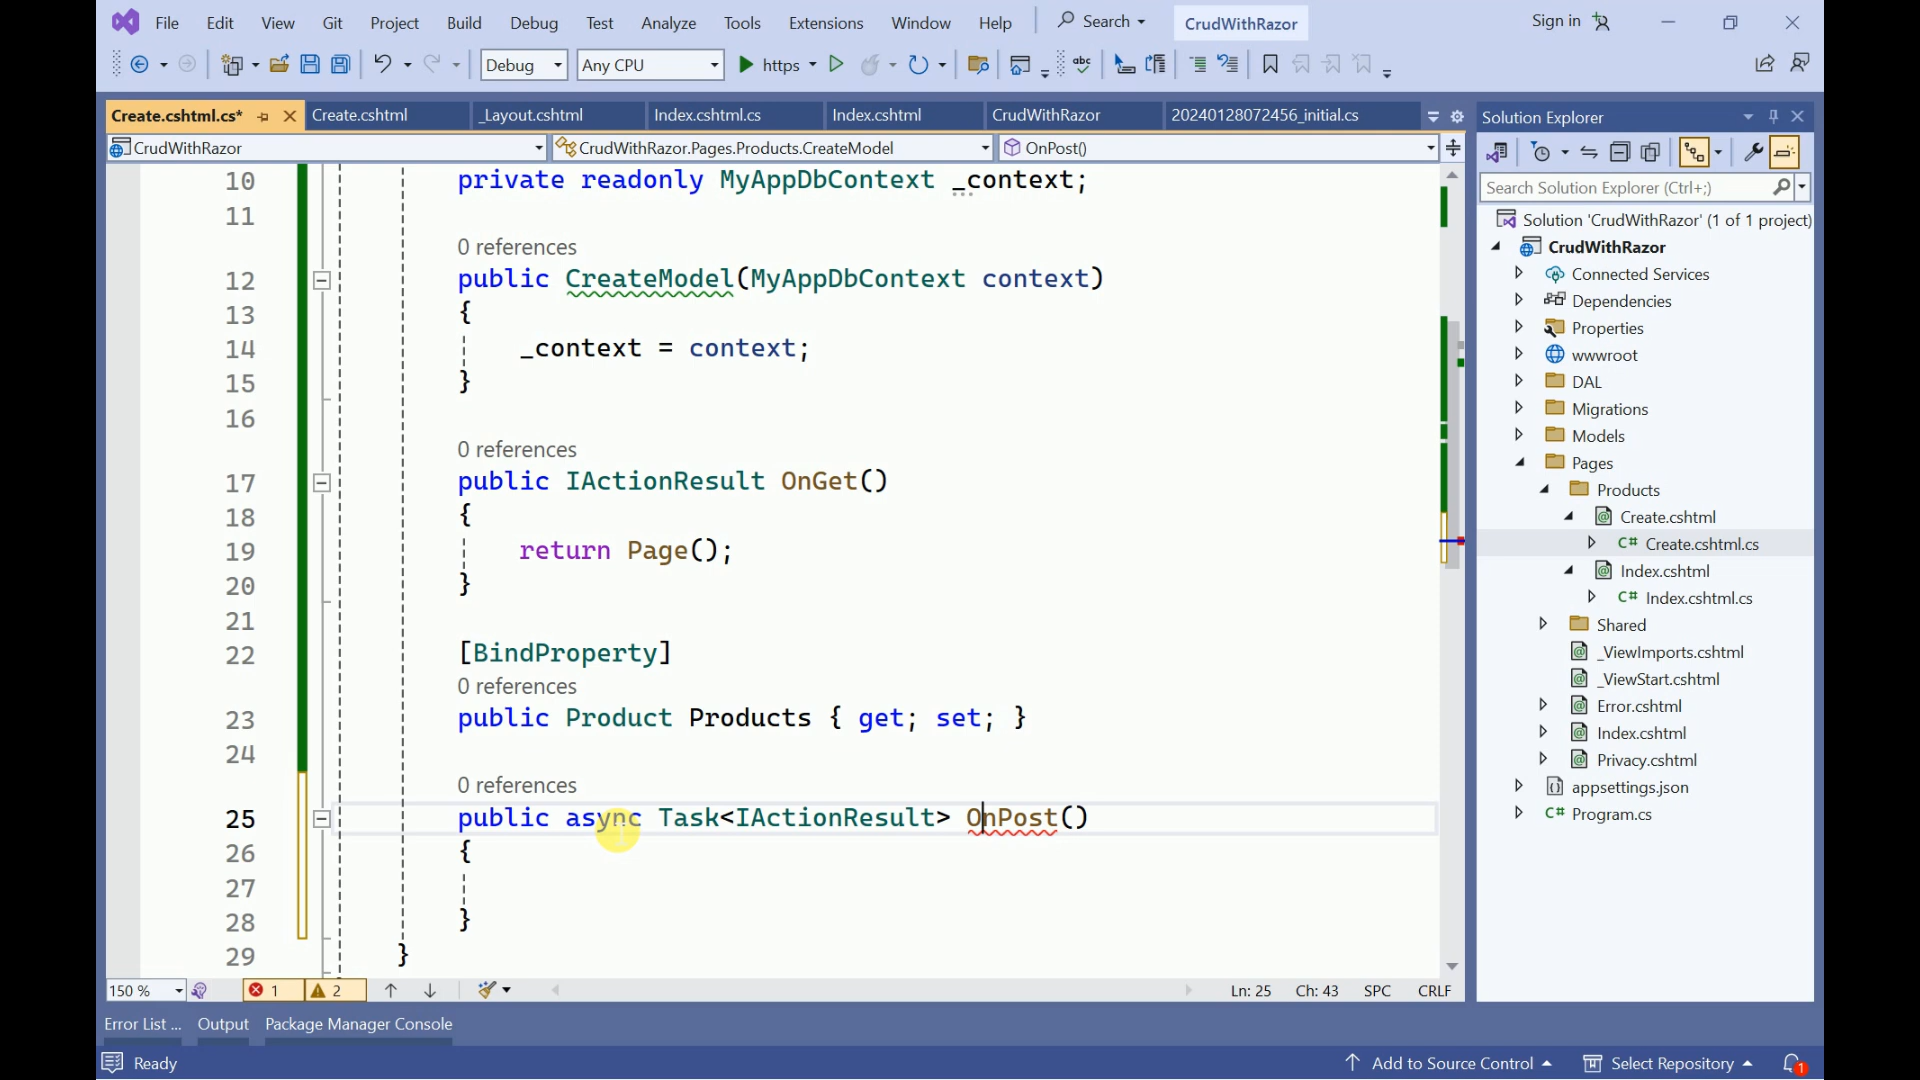 File Edit View Git Project Build Debug Test Analyze Tools Extensions Window Help Search CrudWithRazor Sign in
Debug Any CPU https abc
Create.cshtml.cs* Create.cshtml _Layout.cshtml Index.cshtml.cs Index.cshtml CrudWithRazor 20240128072456_initial.cs
CrudWithRazor CrudWithRazor.Pages.Products.CreateModel OnPost()
10 private readonly MyAppDbContext _context;
11
0 references
12 public CreateModel(MyAppDbContext context)
13 {
14 _context = context;
15 }
16
0 references
17 public IActionResult OnGet()
18 {
19 return Page();
20 }
21
22 [BindProperty]
0 references
23 public Product Products { get; set; }
24
0 references
25 public async Task<IActionResult> OnPost()
26 {
27
28 }
29 }
150 % 1 2 Ln: 25 Ch: 43 SPC CRLF
Solution Explorer
Search Solution Explorer (Ctrl+;)
Solution 'CrudWithRazor' (1 of 1 project)
CrudWithRazor
Connected Services
Dependencies
Properties
wwwroot
DAL
Migrations
Models
Pages
Products
Create.cshtml
C# Create.cshtml.cs
Index.cshtml
C# Index.cshtml.cs
Shared
_ViewImports.cshtml
_ViewStart.cshtml
Error.cshtml
Index.cshtml
Privacy.cshtml
appsettings.json
C# Program.cs
Error List ... Output Package Manager Console
Ready Add to Source Control Select Repository 1